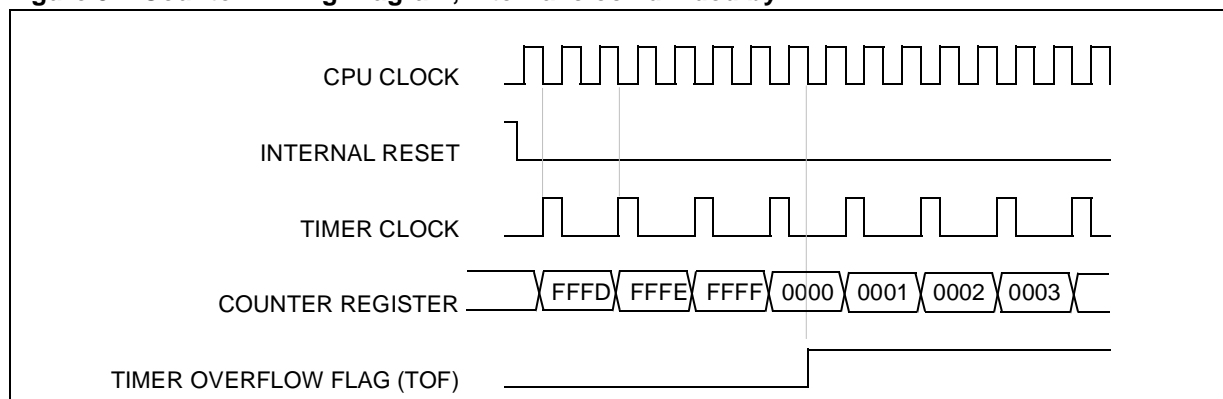 CPU CLOCK
INTERNAL RESET
TIMER CLOCK
COUNTER REGISTER FFFD FFFE FFFF 0000 0001 0002 0003
TIMER OVERFLOW FLAG (TOF)